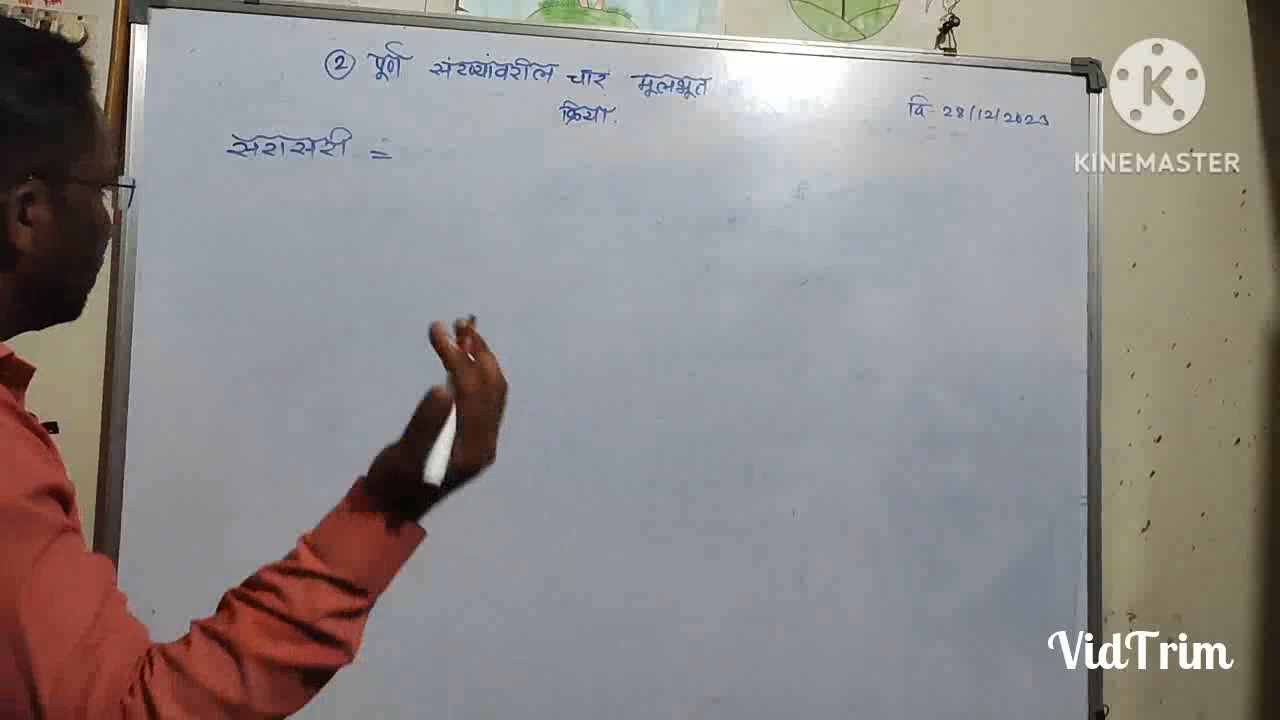 ② पूर्ण संख्यांवरील चार मूलभूत
क्रिया.
दि- 28/12/2023
सरासरी =
K
KINEMASTER
VidTrim